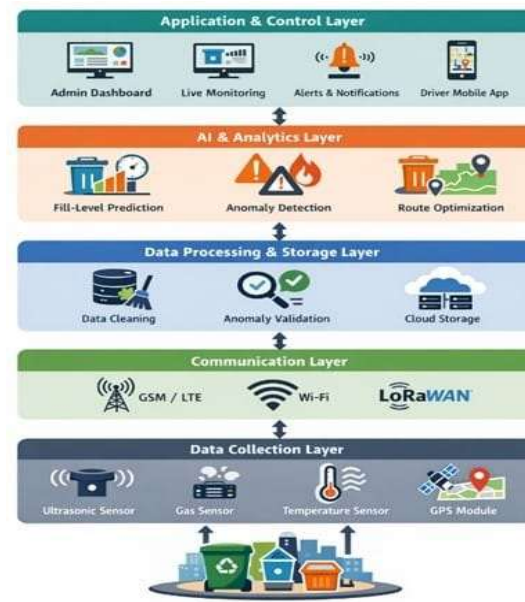 Application & Control Layer
Admin Dashboard Live Monitoring Alerts & Notifications Driver Mobile App
AI & Analytics Layer
Fill-Level Prediction Anomaly Detection Route Optimization
Data Processing & Storage Layer
Data Cleaning Anomaly Validation Cloud Storage
Communication Layer
GSM / LTE Wi-Fi LoRaWAN
Data Collection Layer
Ultrasonic Sensor Gas Sensor Temperature Sensor GPS Module